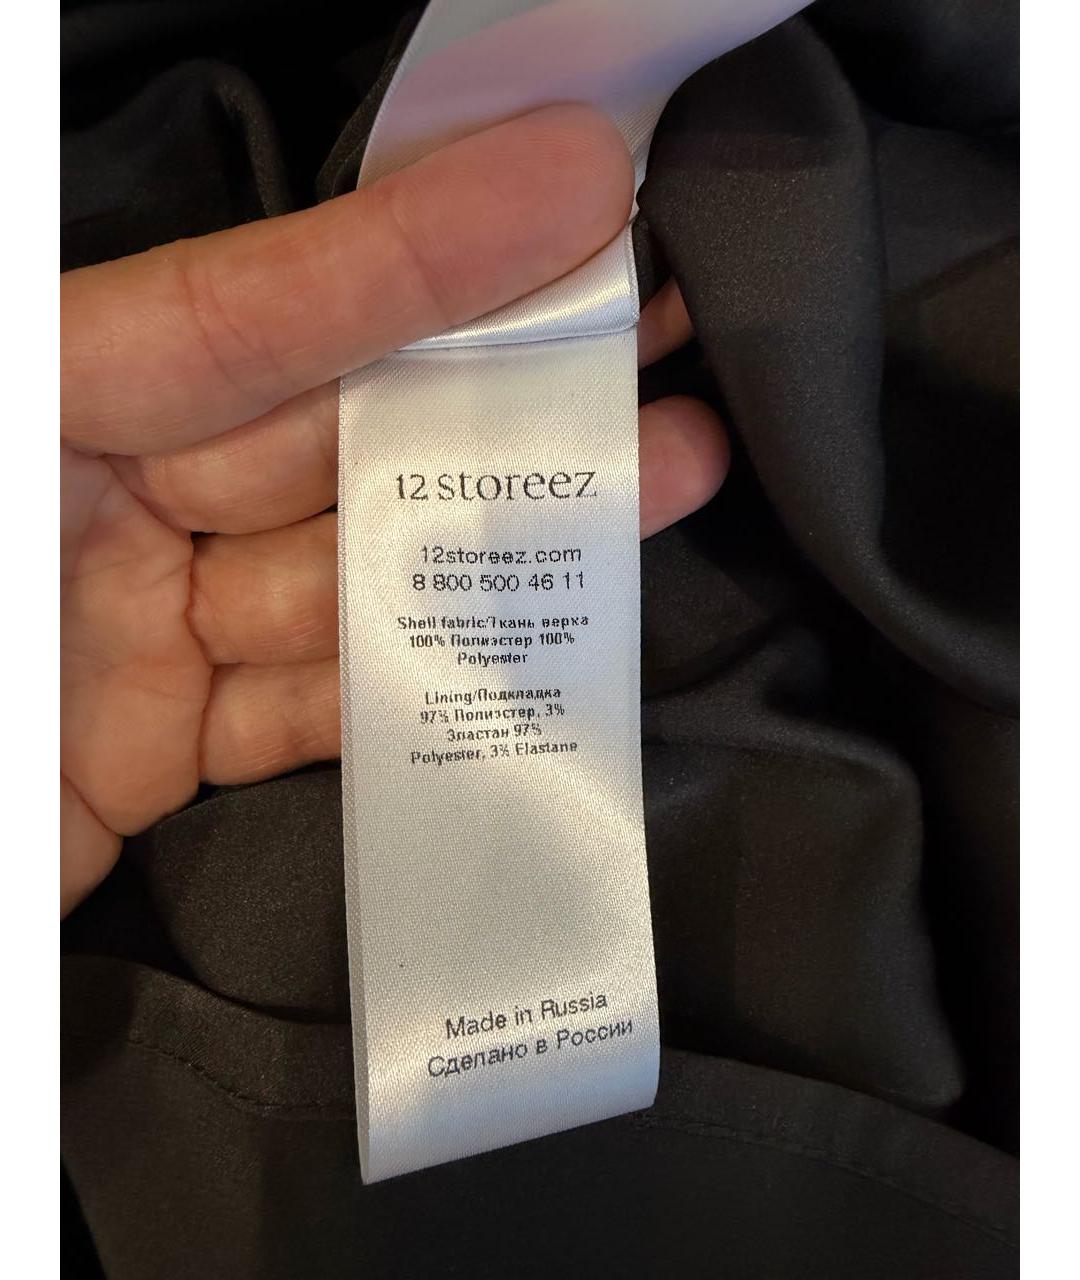 12 storeez
12storeez.com
8 800 500 46 11
Shell fabric/Ткань верха
100% Полиэстер 100%
Polyester
Lining/Подкладка
97% Полиэстер, 3%
Эластан 97%
Polyester, 3% Elastane
Made in Russia
Сделано в России